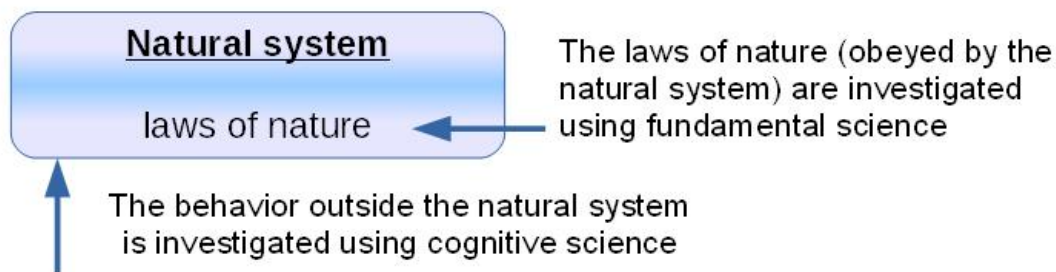 Natural system
laws of nature
The laws of nature (obeyed by the
natural system) are investigated
using fundamental science
The behavior outside the natural system
is investigated using cognitive science